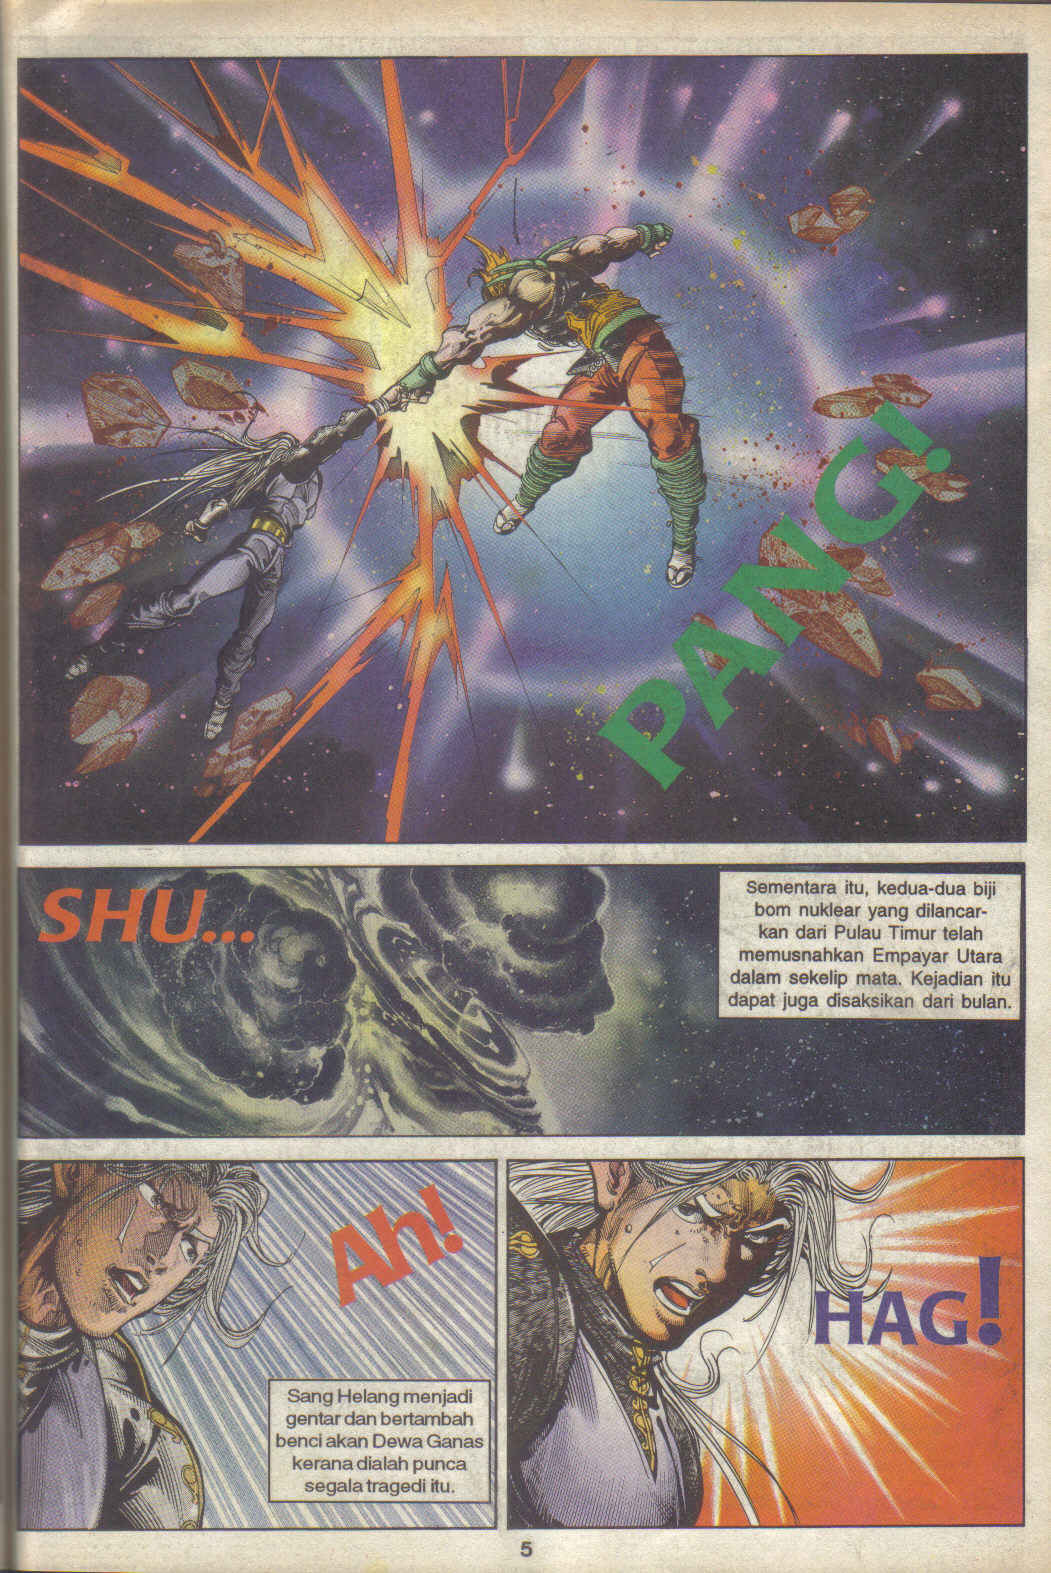 PANG!
SHU...
Sementara itu, kedua-dua biji
bom nuklear yang dilancar-
kan dari Pulau Timur telah
memusnahkan Empayar Utara
dalam sekelip mata. Kejadian itu
dapat juga disaksikan dari bulan.
Ah!
Sang Helang menjadi
gentar dan bertambah
benci akan Dewa Ganas
kerana dialah punca
segala tragedi itu.
HAG!
5